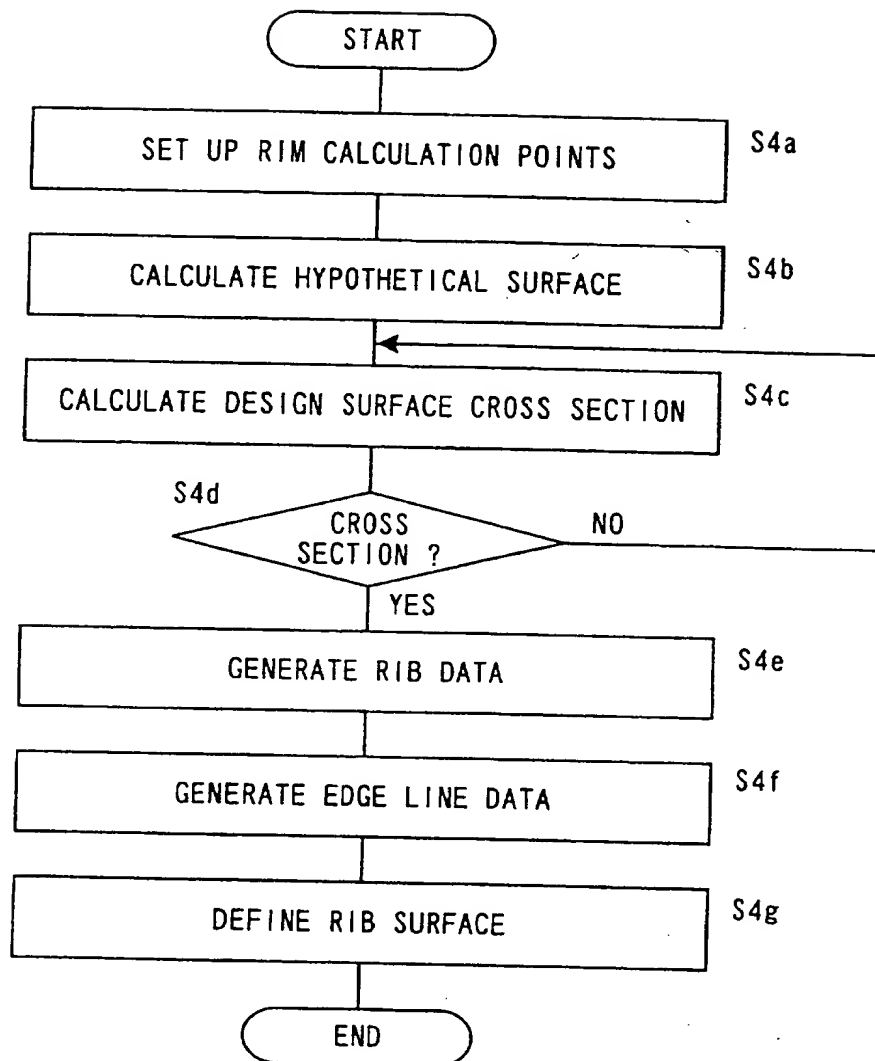 START
SET UP RIM CALCULATION POINTS
S4a
CALCULATE HYPOTHETICAL SURFACE
S4b
CALCULATE DESIGN SURFACE CROSS SECTION
S4c
S4d
CROSS
SECTION ?
NO
YES
GENERATE RIB DATA
S4e
GENERATE EDGE LINE DATA
S4f
DEFINE RIB SURFACE
S4g
END